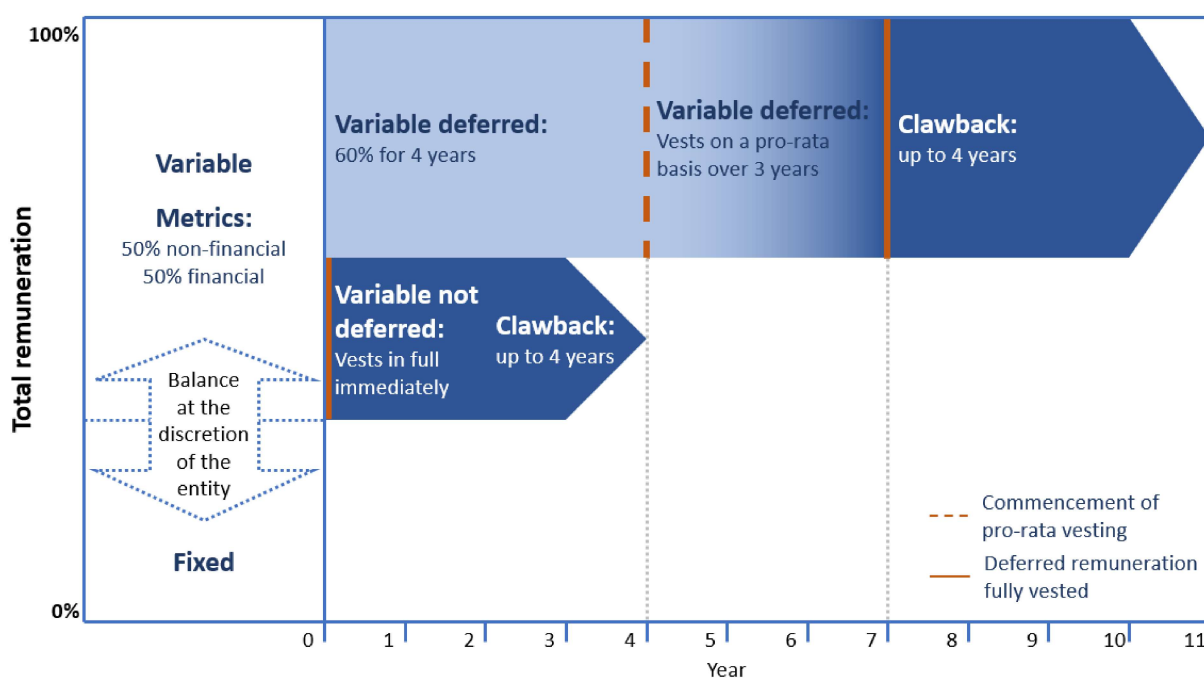 100%
Total remuneration
0%
Variable
Metrics:
50% non-financial
50% financial
Balance
at the
discretion
of the
entity
Fixed
Variable deferred:
60% for 4 years
Variable deferred:
Vests on a pro-rata
basis over 3 years
Clawback:
up to 4 years
Variable not
deferred:
Vests in full
immediately
Clawback:
up to 4 years
Commencement of
pro-rata vesting
Deferred remuneration
fully vested
0 1 2 3 4 5 6 7 8 9 10 11
Year